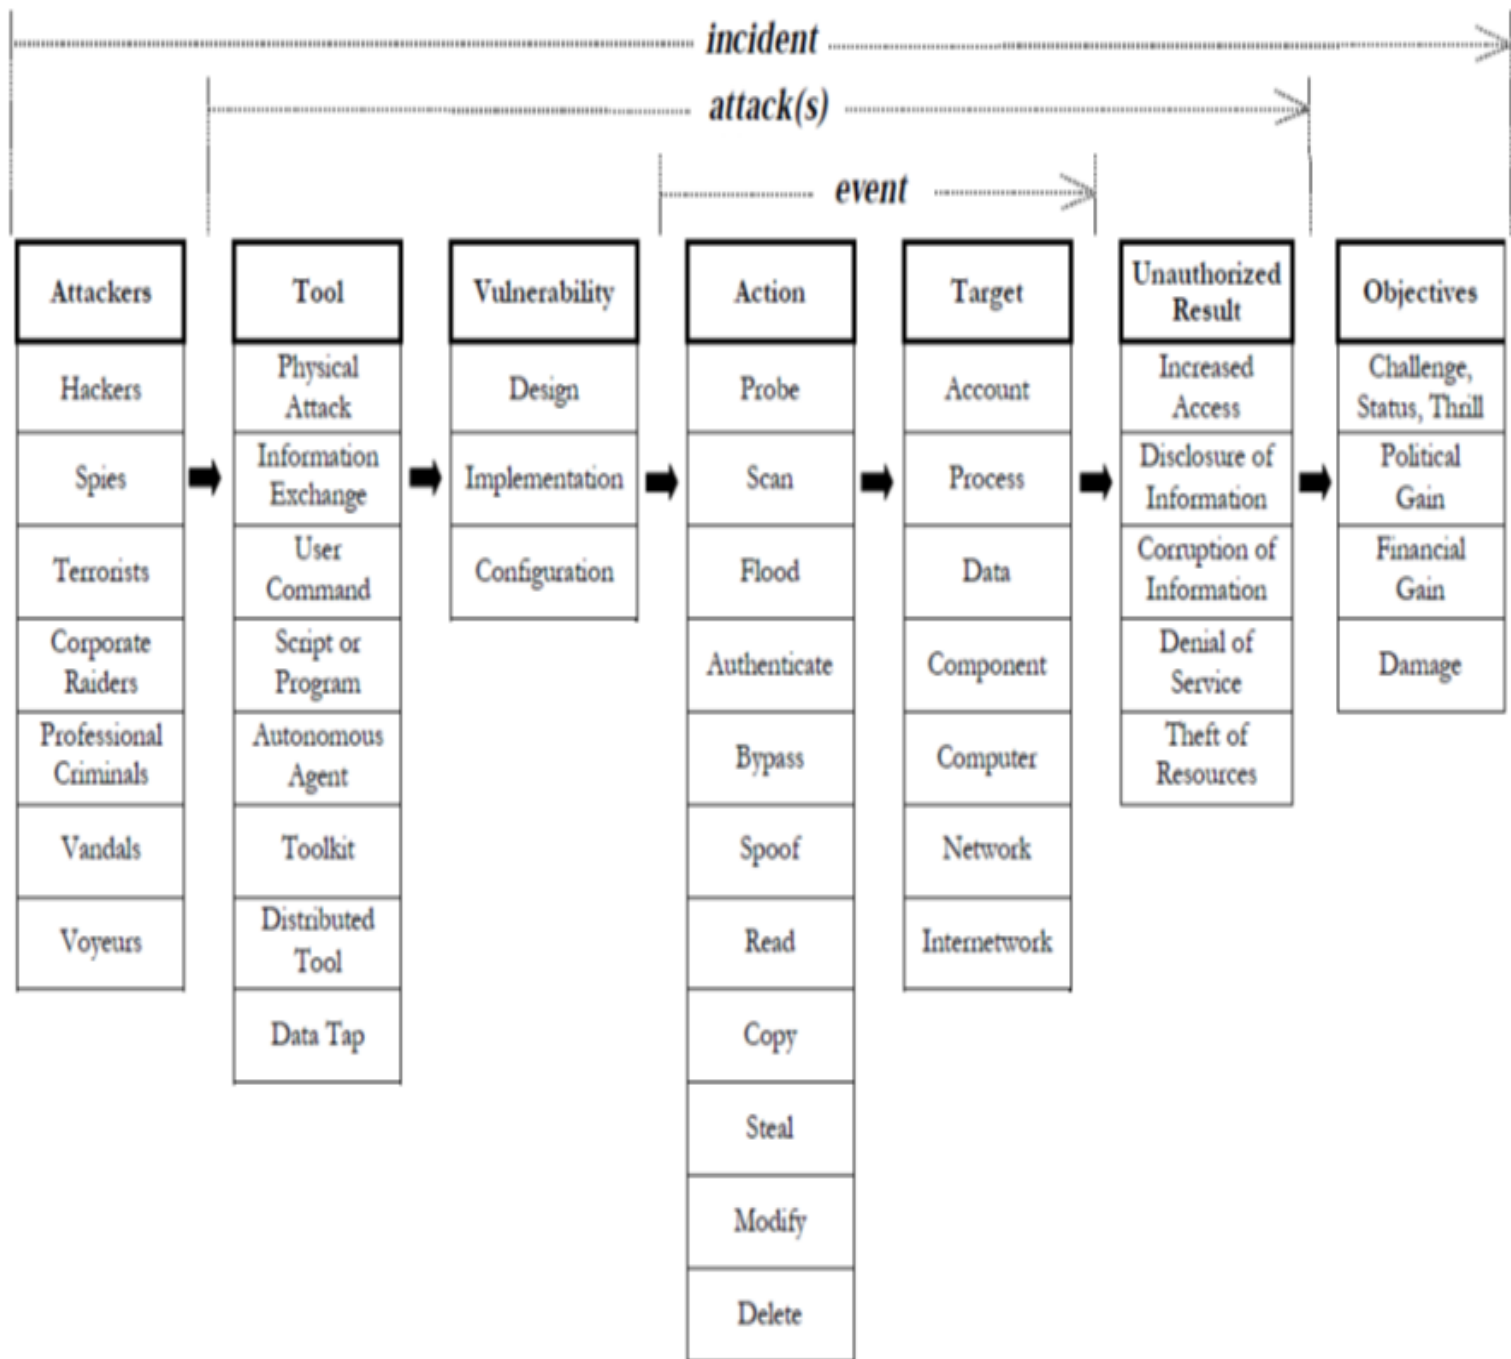 incident
attack(s)
event
Attackers
Tool
Vulnerability
Action
Target
Unauthorized
Result
Objectives
Hackers
Spies
Terrorists
Corporate
Raiders
Professional
Criminals
Vandals
Voyeurs
Physical
Attack
Information
Exchange
User
Command
Script or
Program
Autonomous
Agent
Toolkit
Distributed
Tool
Data Tap
Design
Implementation
Configuration
Probe
Scan
Flood
Authenticate
Bypass
Spoof
Read
Copy
Steal
Modify
Delete
Account
Process
Data
Component
Computer
Network
Internetwork
Increased
Access
Disclosure of
Information
Corruption of
Information
Denial of
Service
Theft of
Resources
Challenge,
Status, Thrill
Political
Gain
Financial
Gain
Damage